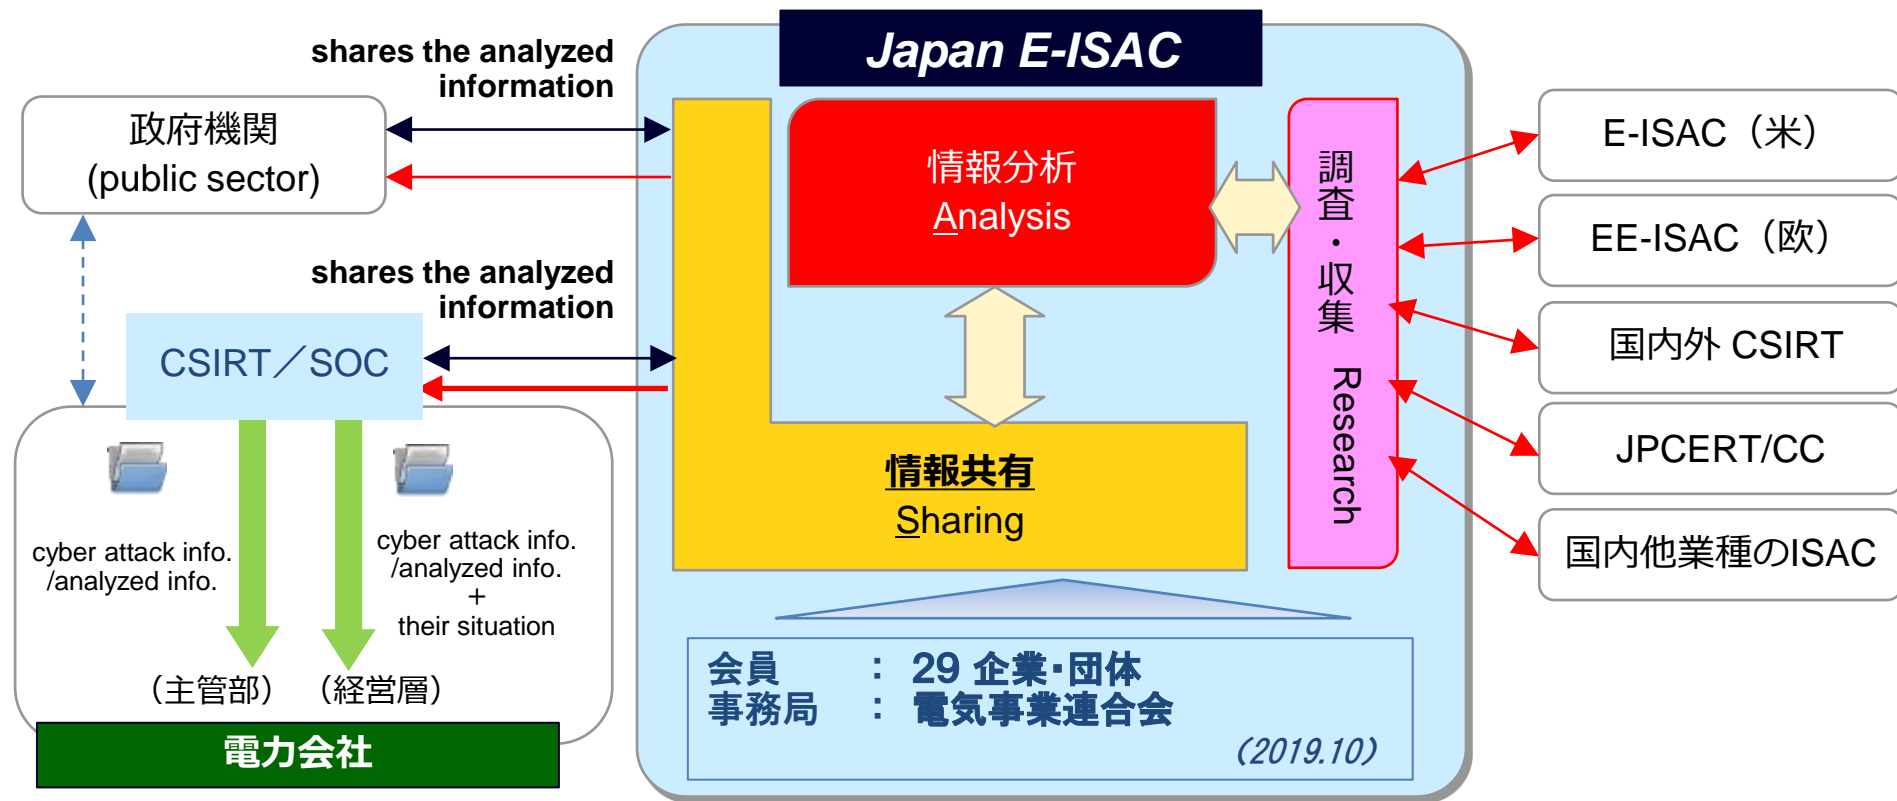 Japan E-ISAC
shares the analyzed
information
政府機関
(public sector)
shares the analyzed
information
CSIRT／SOC
cyber attack info.
/analyzed info.
cyber attack info.
/analyzed info.
＋
their situation
（主管部）
（経営層）
電力会社
情報分析
Analysis
情報共有
Sharing
調査・収集 Research
会員 ： 29 企業・団体
事務局 ： 電気事業連合会
（2019.10）
E-ISAC（米）
EE-ISAC（欧）
国内外 CSIRT
JPCERT/CC
国内他業種のISAC